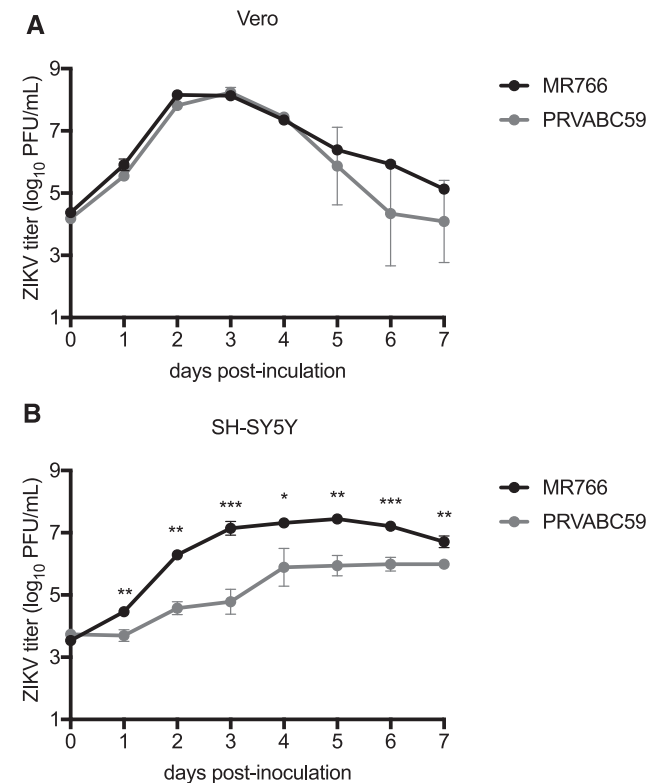 A
Vero
ZIKV titer (log10 PFU/mL)
9
7
5
3
1
0 1 2 3 4 5 6 7
days post-inculation
MR766
PRVABC59
B
SH-SY5Y
ZIKV titer (log10 PFU/mL)
9
7
5
3
1
** ** *** * ** *** **
0 1 2 3 4 5 6 7
days post-inoculation
MR766
PRVABC59